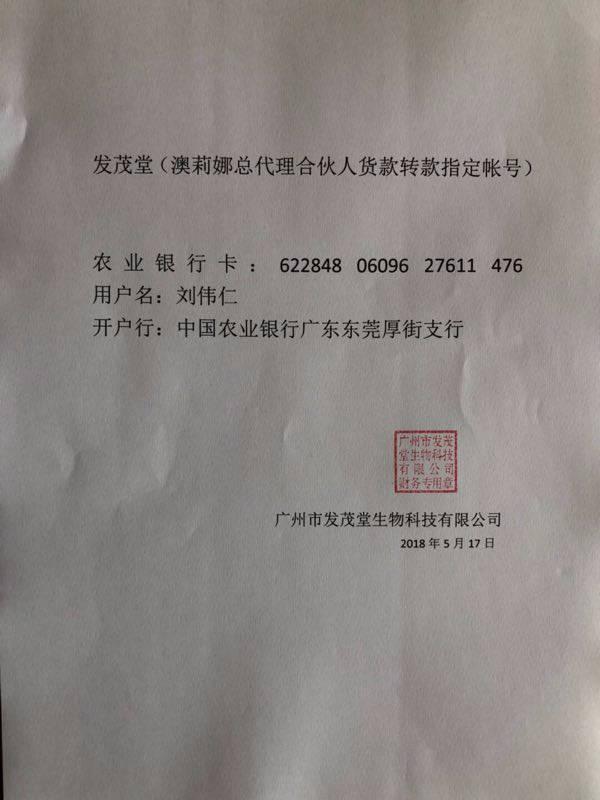 发茂堂（澳莉娜总代理合伙人货款转款指定帐号）
农业银行卡：622848 06096 27611 476
用户名：刘伟仁
开户行：中国农业银行广东东莞厚街支行
广州市发茂
堂生物科技
有限公司
财务专用章
广州市发茂堂生物科技有限公司
2018 年 5 月 17 日